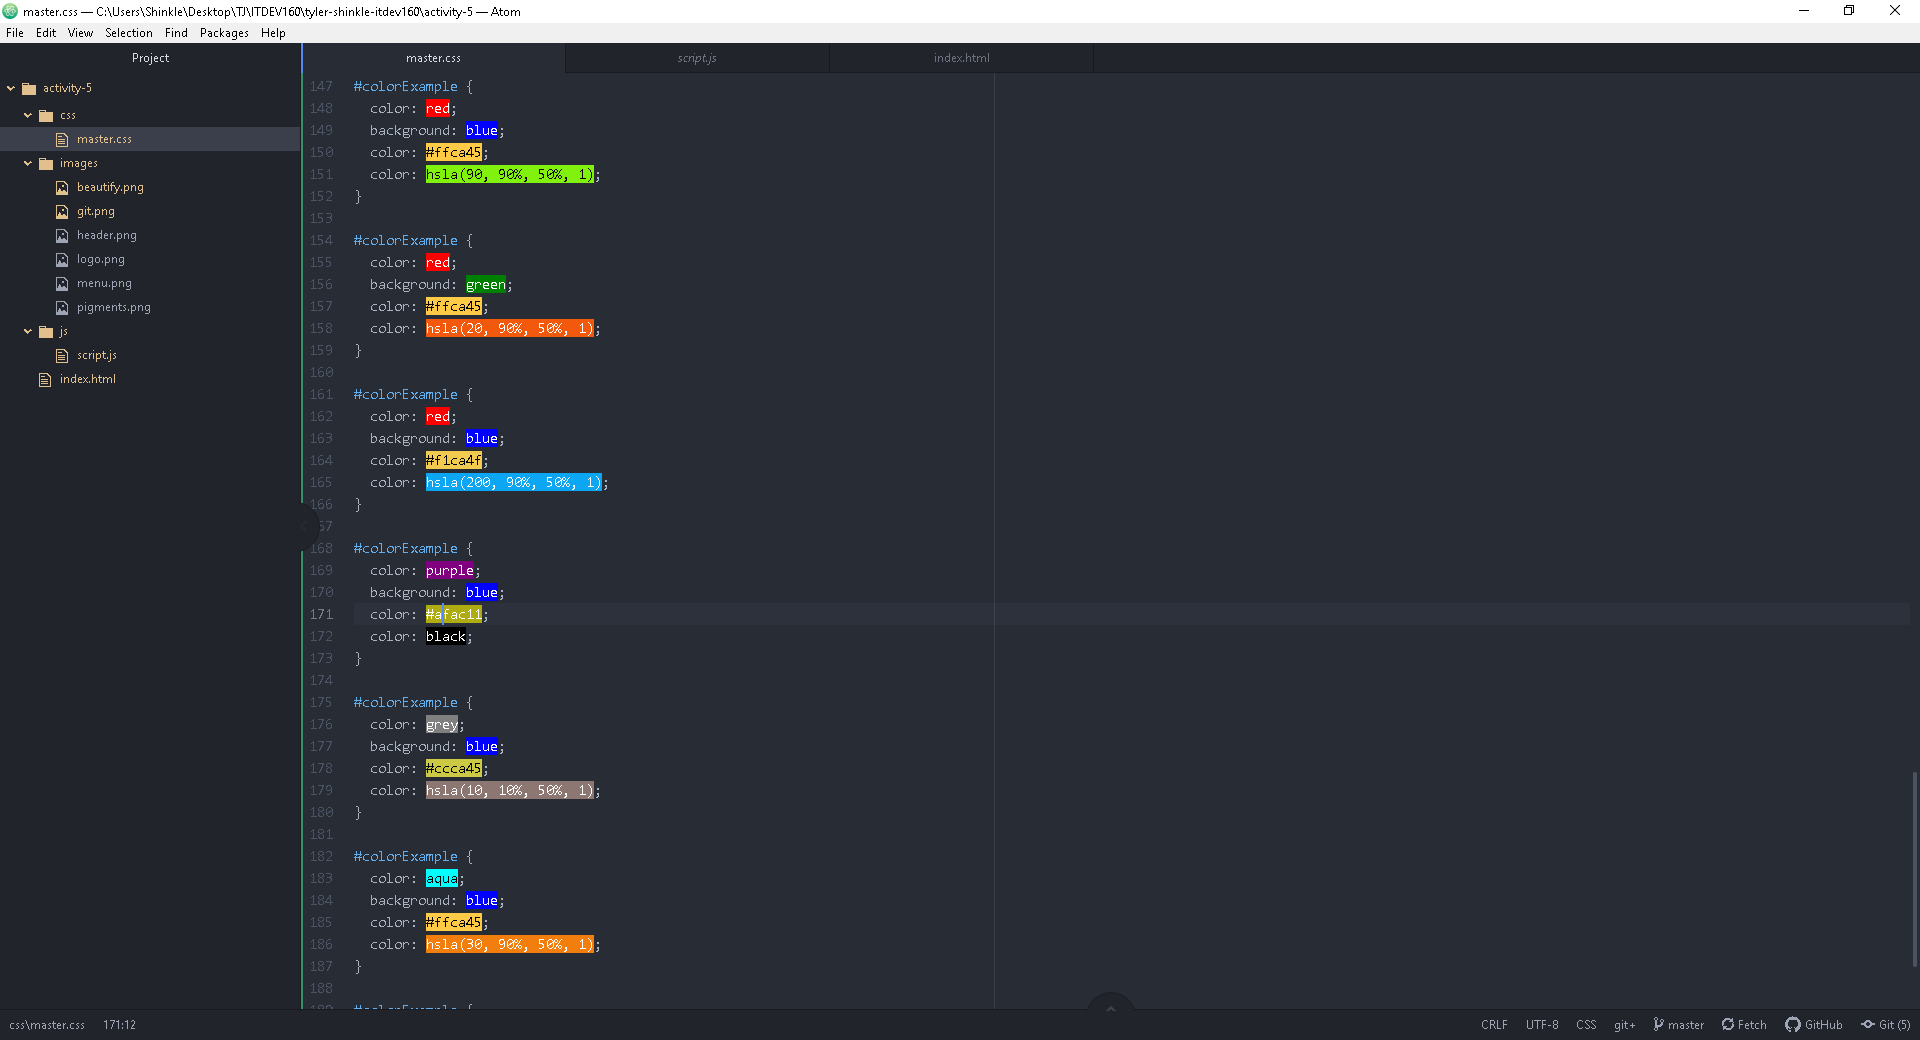 master.css — C:\Users\Shinkle\Desktop\TJ\ITDEV160\tyler-shinkle-itdev160\activity-5 — Atom
File Edit View Selection Find Packages Help
Project
master.css
script.js
index.html
activity-5
css
master.css
images
beautify.png
git.png
header.png
logo.png
menu.png
pigments.png
js
script.js
index.html
147 #colorExample {
148 color: red;
149 background: blue;
150 color: #ffca45;
151 color: hsla(90, 90%, 50%, 1);
152 }
153
154 #colorExample {
155 color: red;
156 background: green;
157 color: #ffca45;
158 color: hsla(20, 90%, 50%, 1);
159 }
160
161 #colorExample {
162 color: red;
163 background: blue;
164 color: #f1ca4f;
165 color: hsla(200, 90%, 50%, 1);
166 }
167
168 #colorExample {
169 color: purple;
170 background: blue;
171 color: #afac11;
172 color: black;
173 }
174
175 #colorExample {
176 color: grey;
177 background: blue;
178 color: #ccca45;
179 color: hsla(10, 10%, 50%, 1);
180 }
181
182 #colorExample {
183 color: aqua;
184 background: blue;
185 color: #ffca45;
186 color: hsla(30, 90%, 50%, 1);
187 }
188
189 #colorExample {
css\master.css 171:12 CRLF UTF-8 CSS git+ master Fetch GitHub Git (5)